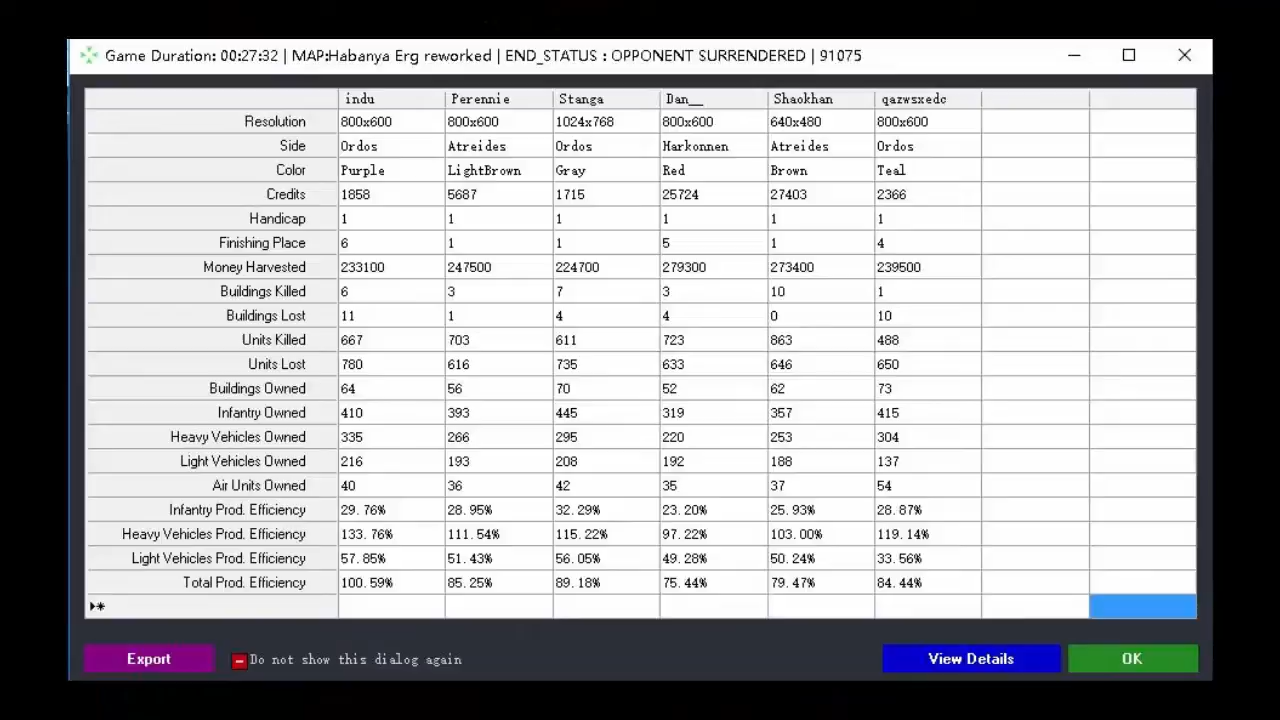 Game Duration: 00:27:32 | MAP:Habanya Erg reworked | END_STATUS : OPPONENT SURRENDERED | 91075
indu Perennie Stanga Dan__ Shaokhan qazwsxedc
Resolution 800x600 800x600 1024x768 800x600 640x480 800x600
Side Ordos Atreides Ordos Harkonnen Atreides Ordos
Color Purple LightBrown Gray Red Brown Teal
Credits 1858 5687 1715 25724 27403 2366
Handicap 1 1 1 1 1 1
Finishing Place 6 1 1 5 1 4
Money Harvested 233100 247500 224700 279300 273400 239500
Buildings Killed 6 3 7 3 10 1
Buildings Lost 11 1 4 4 0 10
Units Killed 667 703 611 723 863 488
Units Lost 780 616 735 633 646 650
Buildings Owned 64 56 70 52 62 73
Infantry Owned 410 393 445 319 357 415
Heavy Vehicles Owned 335 266 295 220 253 304
Light Vehicles Owned 216 193 208 192 188 137
Air Units Owned 40 36 42 35 37 54
Infantry Prod. Efficiency 29.76% 28.95% 32.29% 23.20% 25.93% 28.87%
Heavy Vehicles Prod. Efficiency 133.76% 111.54% 115.22% 97.22% 103.00% 119.14%
Light Vehicles Prod. Efficiency 57.85% 51.43% 56.05% 49.28% 50.24% 33.56%
Total Prod. Efficiency 100.59% 85.25% 89.18% 75.44% 79.47% 84.44%
Export Do not show this dialog again View Details OK